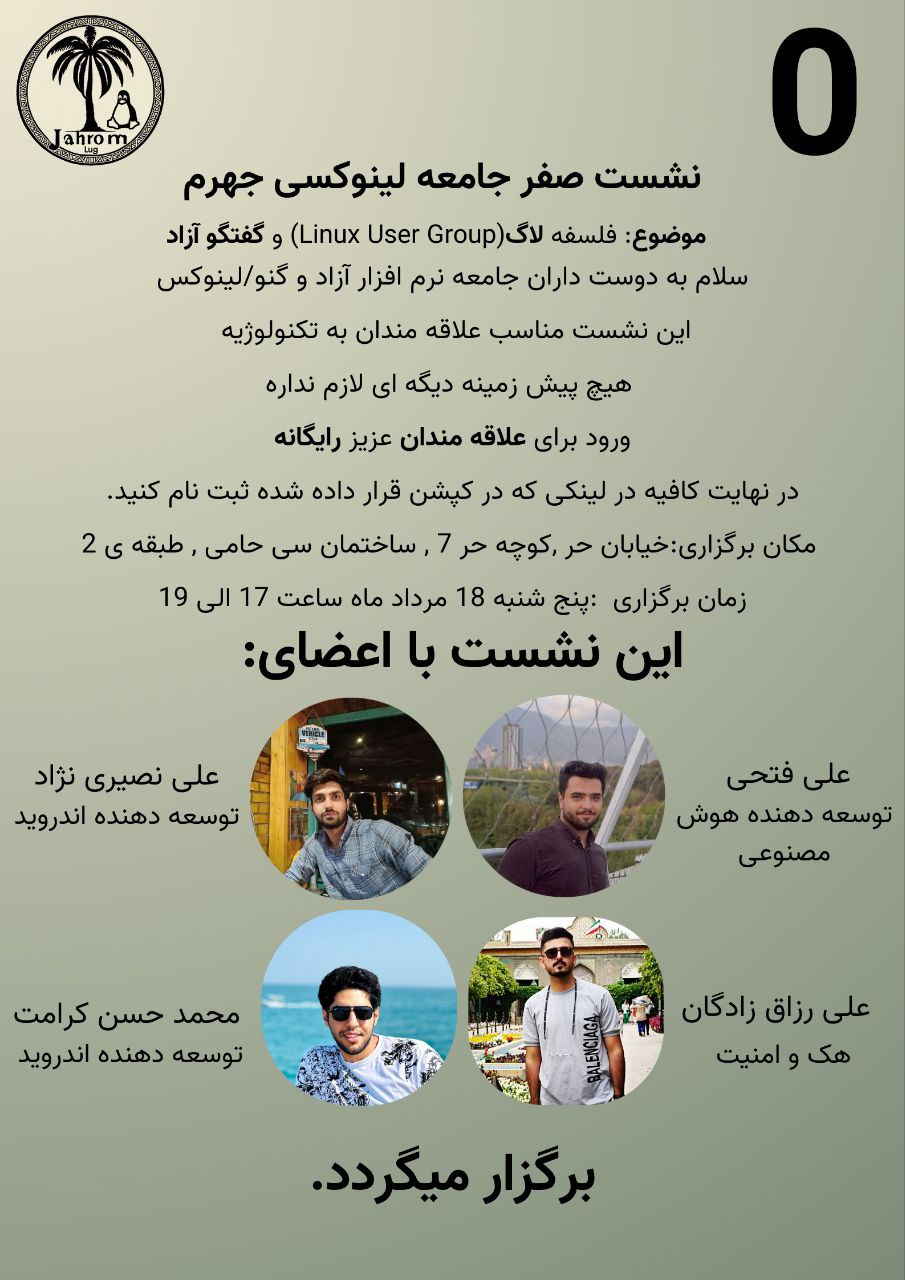 0
Jahrom
Lug
نشست صفر جامعه لینوکسی جهرم
موضوع: فلسفه لاگ(Linux User Group) و گفتگو آزاد
سلام به دوست داران جامعه نرم افزار آزاد و گنو/لینوکس
این نشست مناسب علاقه مندان به تکنولوژیه
هیچ پیش زمینه دیگه ای لازم نداره
ورود برای علاقه مندان عزیز رایگانه
در نهایت کافیه در لینکی که در کپشن قرار داده شده ثبت نام کنید.
مکان برگزاری:خیابان حر ,کوچه حر 7 , ساختمان سی حامی , طبقه ی 2
زمان برگزاری :پنج شنبه 18 مرداد ماه ساعت 17 الی 19
این نشست با اعضای:
علی فتحی
توسعه دهنده هوش
مصنوعی
علی نصیری نژاد
توسعه دهنده اندروید
علی رزاق زادگان
هک و امنیت
BALENCIAGA
محمد حسن کرامت
توسعه دهنده اندروید
برگزار میگردد.